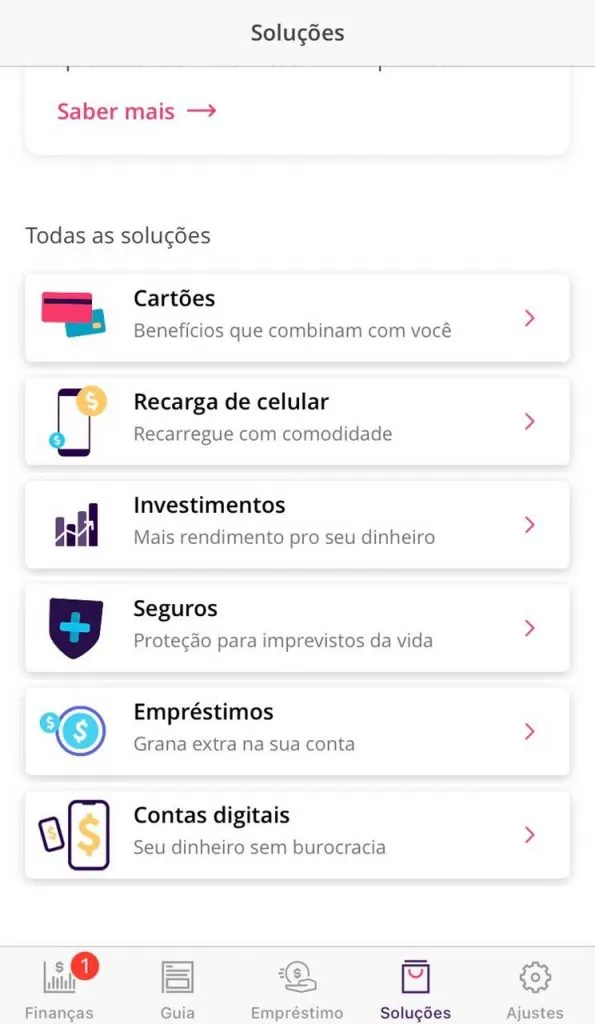 Soluções
Saber mais →
Todas as soluções
Cartões
Benefícios que combinam com você
Recarga de celular
Recarregue com comodidade
Investimentos
Mais rendimento pro seu dinheiro
Seguros
Proteção para imprevistos da vida
Empréstimos
Grana extra na sua conta
Contas digitais
Seu dinheiro sem burocracia
1
Finanças Guia Empréstimo Soluções Ajustes